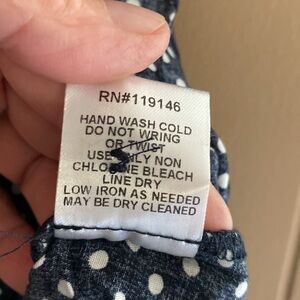 RN#119146
HAND WASH COLD
DO NOT WRING
OR TWIST
USE ONLY NON
CHLORINE BLEACH
LINE DRY
LOW IRON AS NEEDED
MAY BE DRY CLEANED